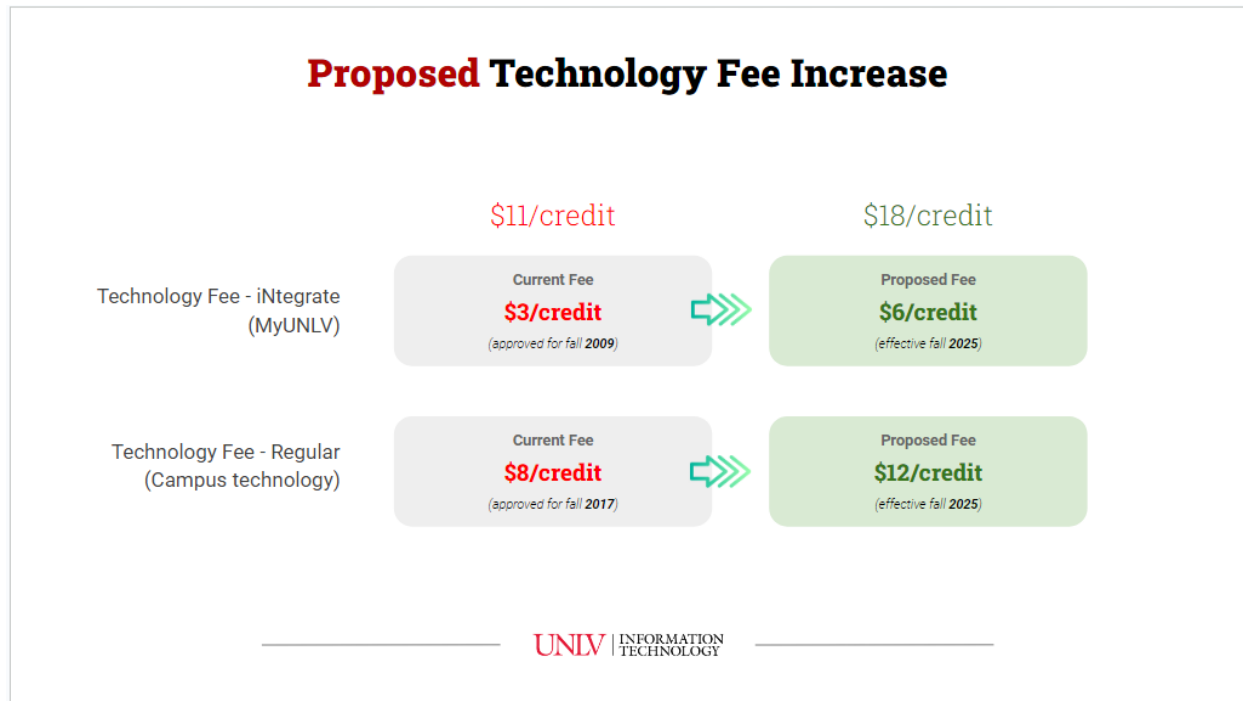 Proposed Technology Fee Increase
$11/credit
$18/credit
Technology Fee - iNtegrate
(MyUNLV)
Current Fee
$3/credit
(approved for fall 2009)
Proposed Fee
$6/credit
(effective fall 2025)
Technology Fee - Regular
(Campus technology)
Current Fee
$8/credit
(approved for fall 2017)
Proposed Fee
$12/credit
(effective fall 2025)
UNLV | INFORMATION
TECHNOLOGY